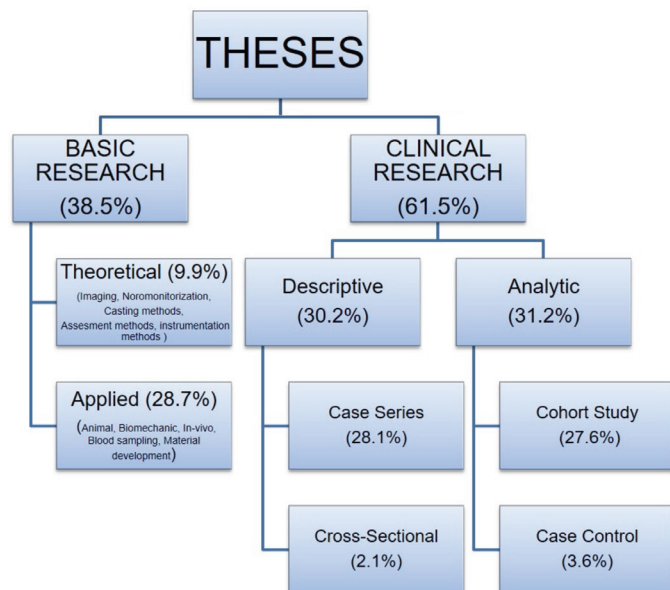 THESES
BASIC
RESEARCH
(38.5%)
CLINICAL
RESEARCH
(61.5%)
Theoretical (9.9%)
(Imaging, Noromonitorization,
Casting methods,
Assesment methods, instrumentation
methods )
Applied (28.7%)
(Animal, Biomechanic, In-vivo,
Blood sampling, Material
development)
Descriptive
(30.2%)
Analytic
(31.2%)
Case Series
(28.1%)
Cohort Study
(27.6%)
Cross-Sectional
(2.1%)
Case Control
(3.6%)